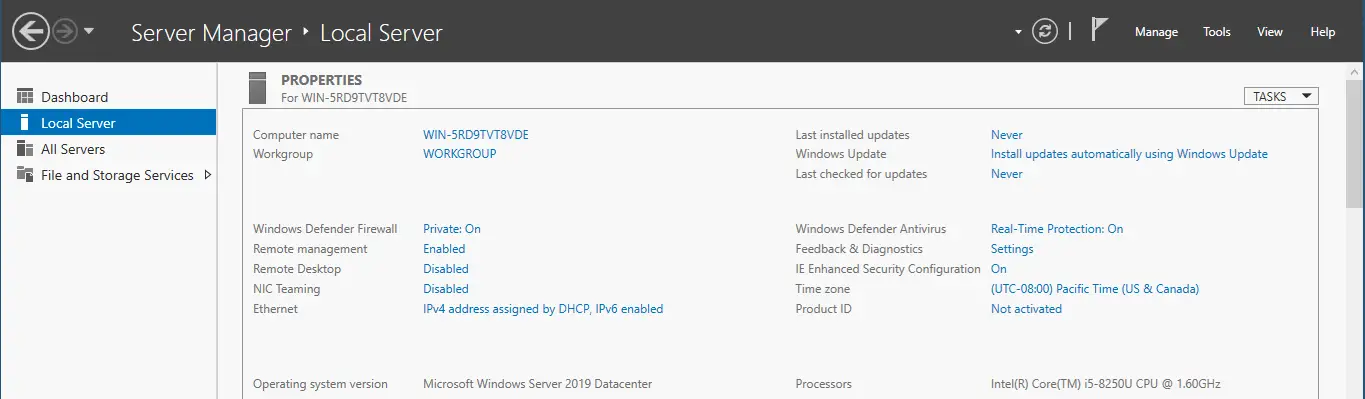 Server Manager ‣ Local Server
Manage Tools View Help
Dashboard
Local Server
All Servers
File and Storage Services
PROPERTIES
For WIN-5RD9TVT8VDE
TASKS
Computer name WIN-5RD9TVT8VDE
Workgroup WORKGROUP
Last installed updates Never
Windows Update Install updates automatically using Windows Update
Last checked for updates Never
Windows Defender Firewall Private: On
Remote management Enabled
Remote Desktop Disabled
NIC Teaming Disabled
Ethernet IPv4 address assigned by DHCP, IPv6 enabled
Windows Defender Antivirus Real-Time Protection: On
Feedback & Diagnostics Settings
IE Enhanced Security Configuration On
Time zone (UTC-08:00) Pacific Time (US & Canada)
Product ID Not activated
Operating system version Microsoft Windows Server 2019 Datacenter
Processors Intel(R) Core(TM) i5-8250U CPU @ 1.60GHz